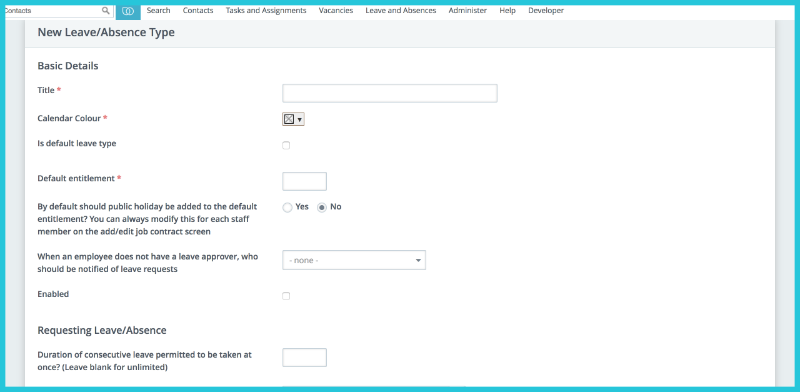 Contacts Search Contacts Tasks and Assignments Vacancies Leave and Absences Administer Help Developer
New Leave/Absence Type
Basic Details
Title *
Calendar Colour *
Is default leave type
Default entitlement *
By default should public holiday be added to the default
entitlement? You can always modify this for each staff
member on the add/edit job contract screen
Yes No
When an employee does not have a leave approver, who
should be notified of leave requests
- none -
Enabled
Requesting Leave/Absence
Duration of consecutive leave permitted to be taken at
once? (Leave blank for unlimited)